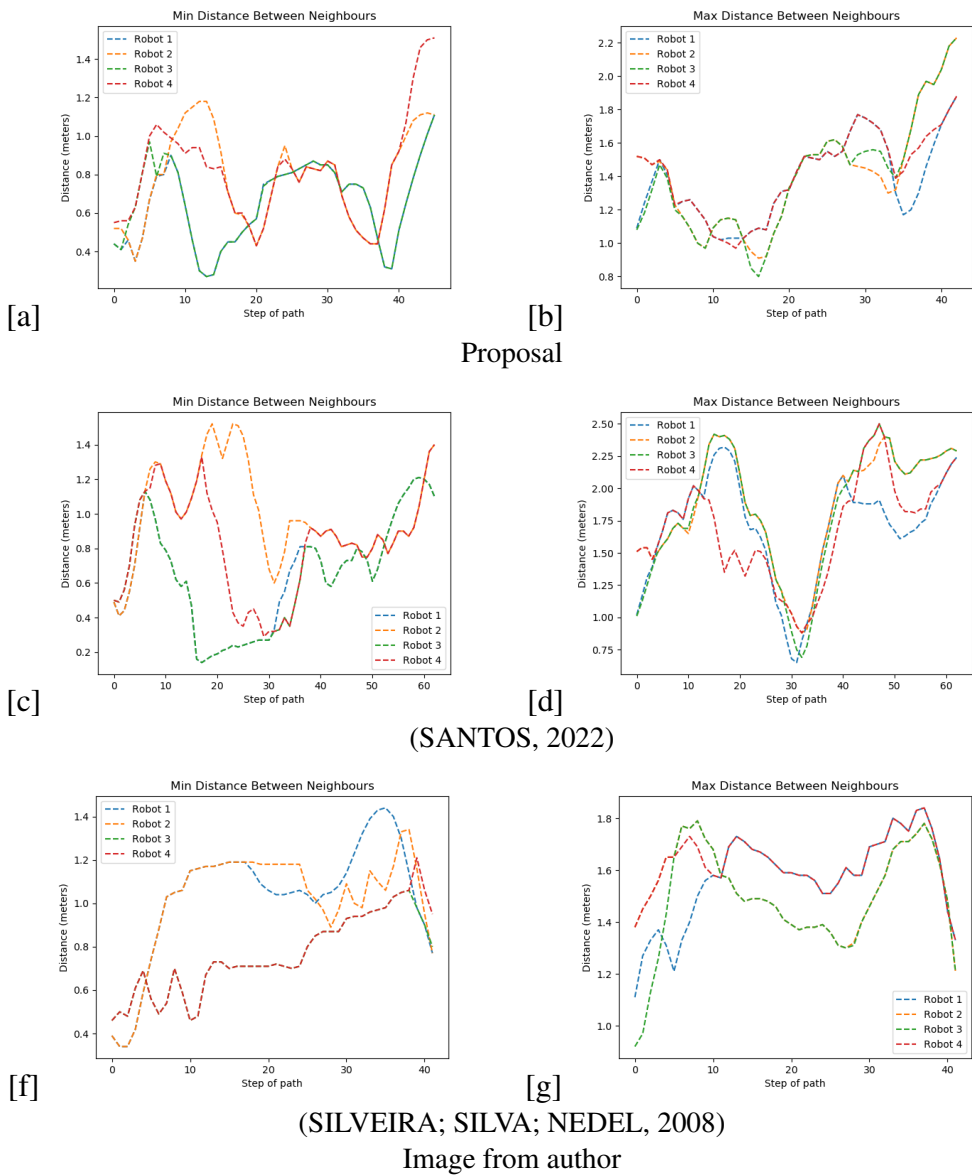 Min Distance Between Neighbours
Robot 1
Robot 2
Robot 3
Robot 4
Distance (meters)
1.4
1.2
1.0
0.8
0.6
0.4
0 10 20 30 40
Step of path
[a]
Max Distance Between Neighbours
Robot 1
Robot 2
Robot 3
Robot 4
Distance (meters)
2.2
2.0
1.8
1.6
1.4
1.2
1.0
0.8
0 10 20 30 40
Step of path
[b]
Proposal
Min Distance Between Neighbours
Distance (meters)
1.4
1.2
1.0
0.8
0.6
0.4
0.2
Robot 1
Robot 2
Robot 3
Robot 4
0 10 20 30 40 50 60
Step of path
[c]
Max Distance Between Neighbours
Robot 1
Robot 2
Robot 3
Robot 4
Distance (meters)
2.50
2.25
2.00
1.75
1.50
1.25
1.00
0.75
0 10 20 30 40 50 60
Step of path
[d]
(SANTOS, 2022)
Min Distance Between Neighbours
Robot 1
Robot 2
Robot 3
Robot 4
Distance (meters)
1.4
1.2
1.0
0.8
0.6
0.4
0 10 20 30 40
Step of path
[f]
Max Distance Between Neighbours
Distance (meters)
1.8
1.6
1.4
1.2
1.0
Robot 1
Robot 2
Robot 3
Robot 4
0 10 20 30 40
Step of path
[g]
(SILVEIRA; SILVA; NEDEL, 2008)
Image from author